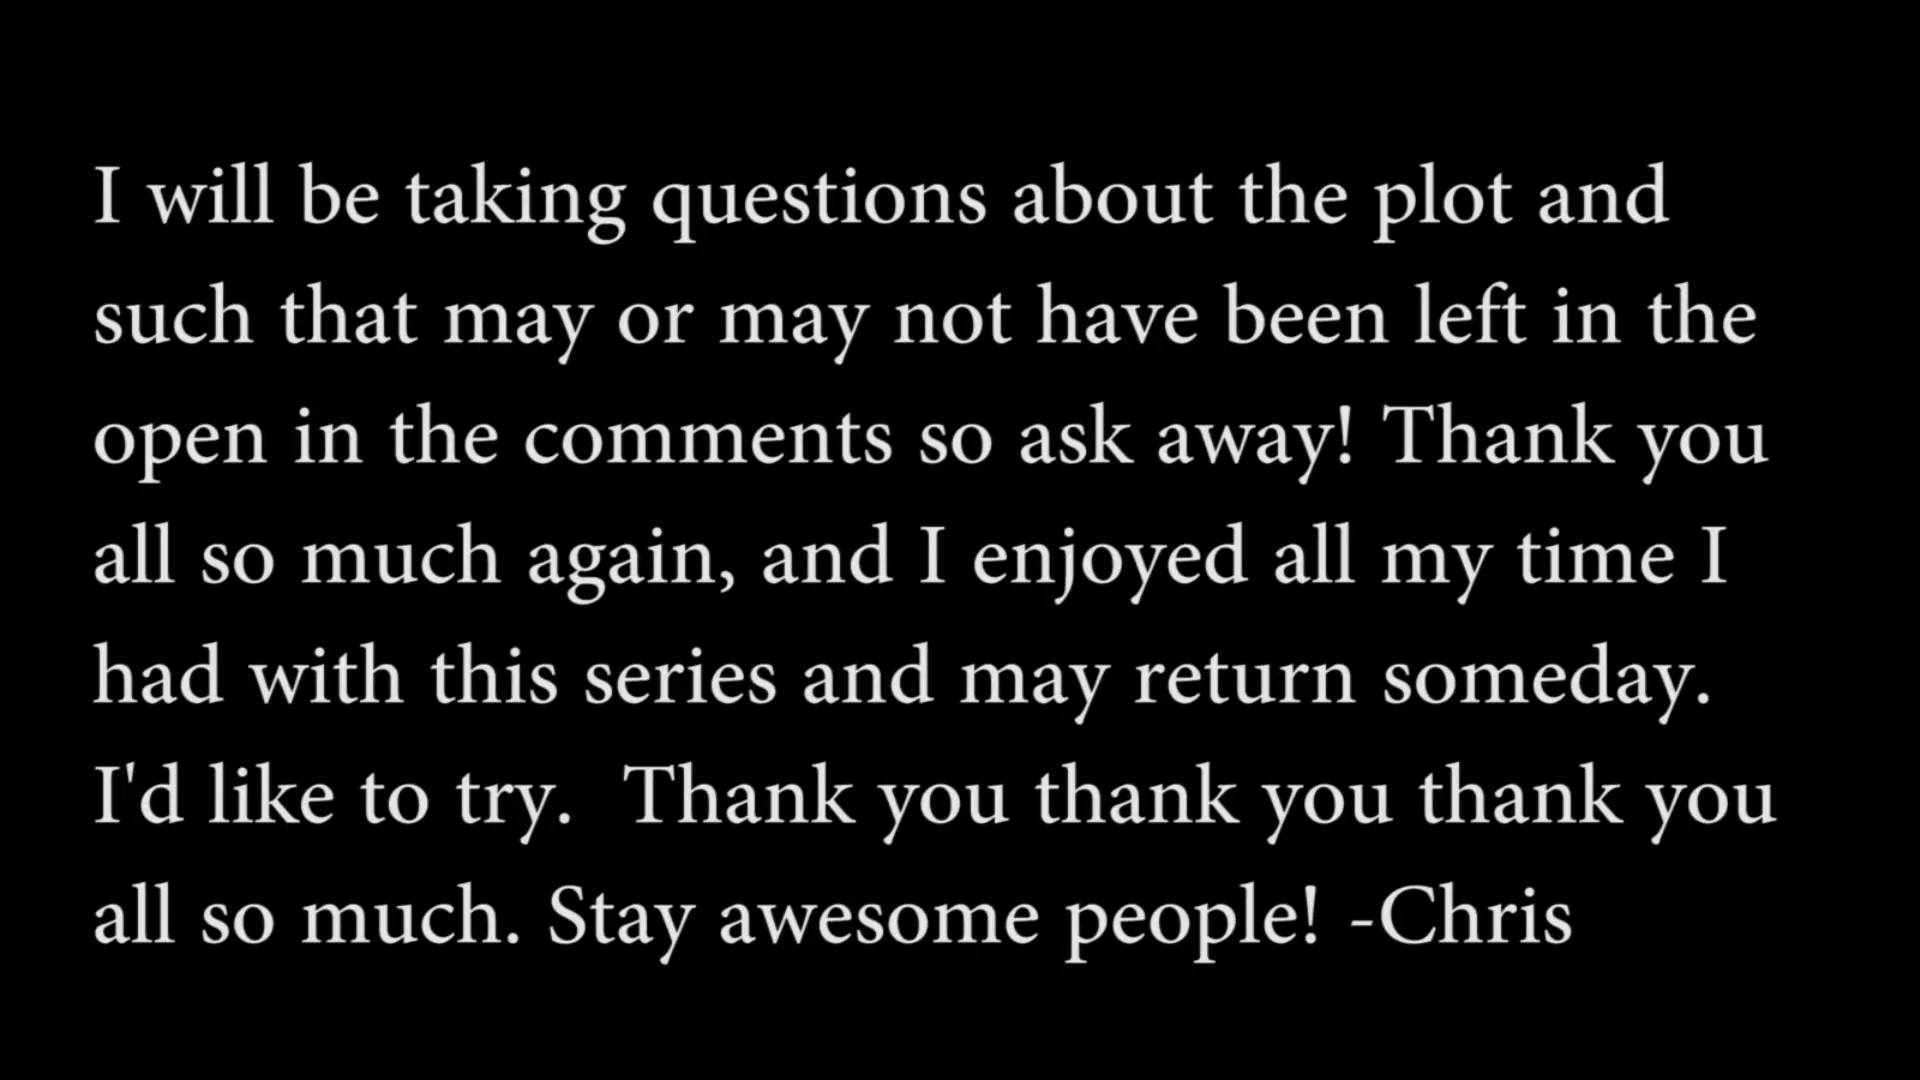 I will be taking questions about the plot and
such that may or may not have been left in the
open in the comments so ask away! Thank you
all so much again, and I enjoyed all my time I
had with this series and may return someday.
I'd like to try.  Thank you thank you thank you
all so much. Stay awesome people! -Chris